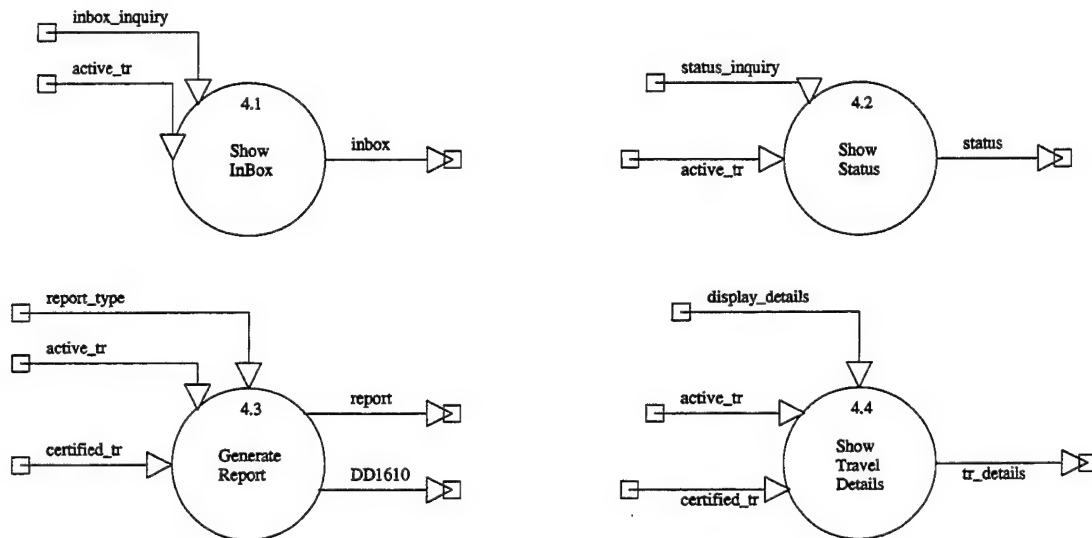 inbox_inquiry
active_tr
4.1
Show
InBox
inbox
status_inquiry
4.2
Show
Status
active_tr
status
report_type
active_tr
4.3
certified_tr
Generate
Report
report
DD1610
display_details
active_tr
4.4
Show
Travel
Details
certified_tr
tr_details